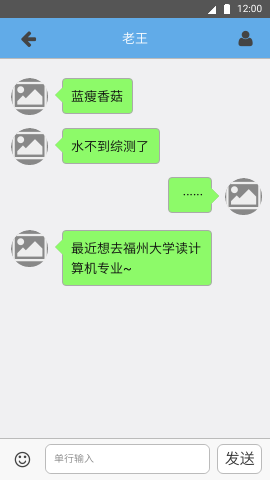 12:00
老王
蓝瘦香菇
水不到综测了
······
最近想去福州大学读计
算机专业~
单行输入
发送